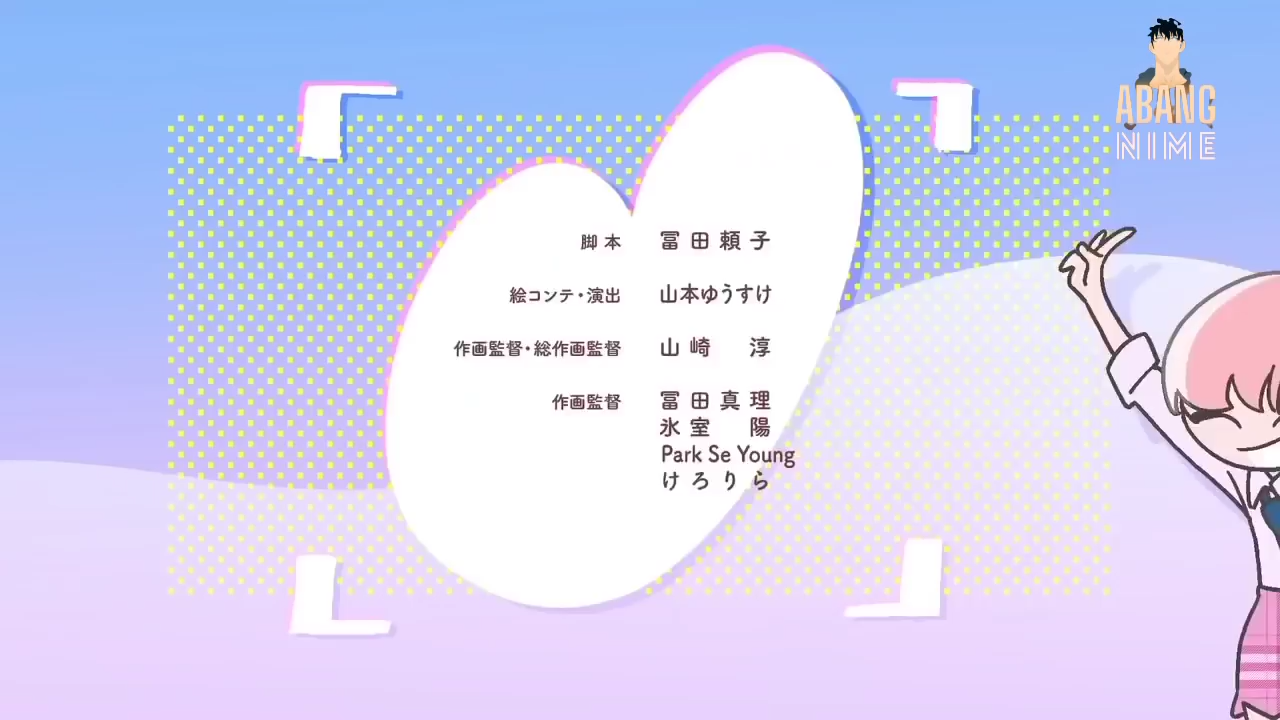 ABANG
NIME
脚本 冨田頼子
絵コンテ・演出 山本ゆうすけ
作画監督・総作画監督 山崎 淳
作画監督 冨田真理
氷室 陽
Park Se Young
けろりら